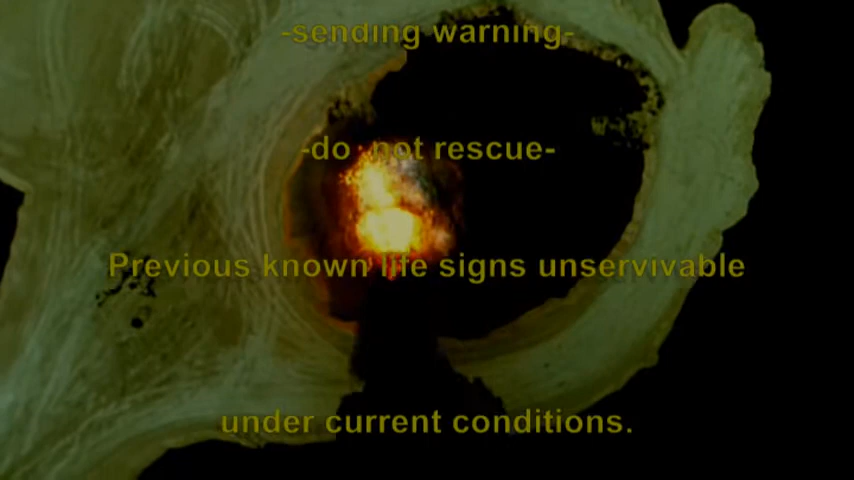 -sending warning-
-do not rescue-
Previous known life signs unservivable
under current conditions.